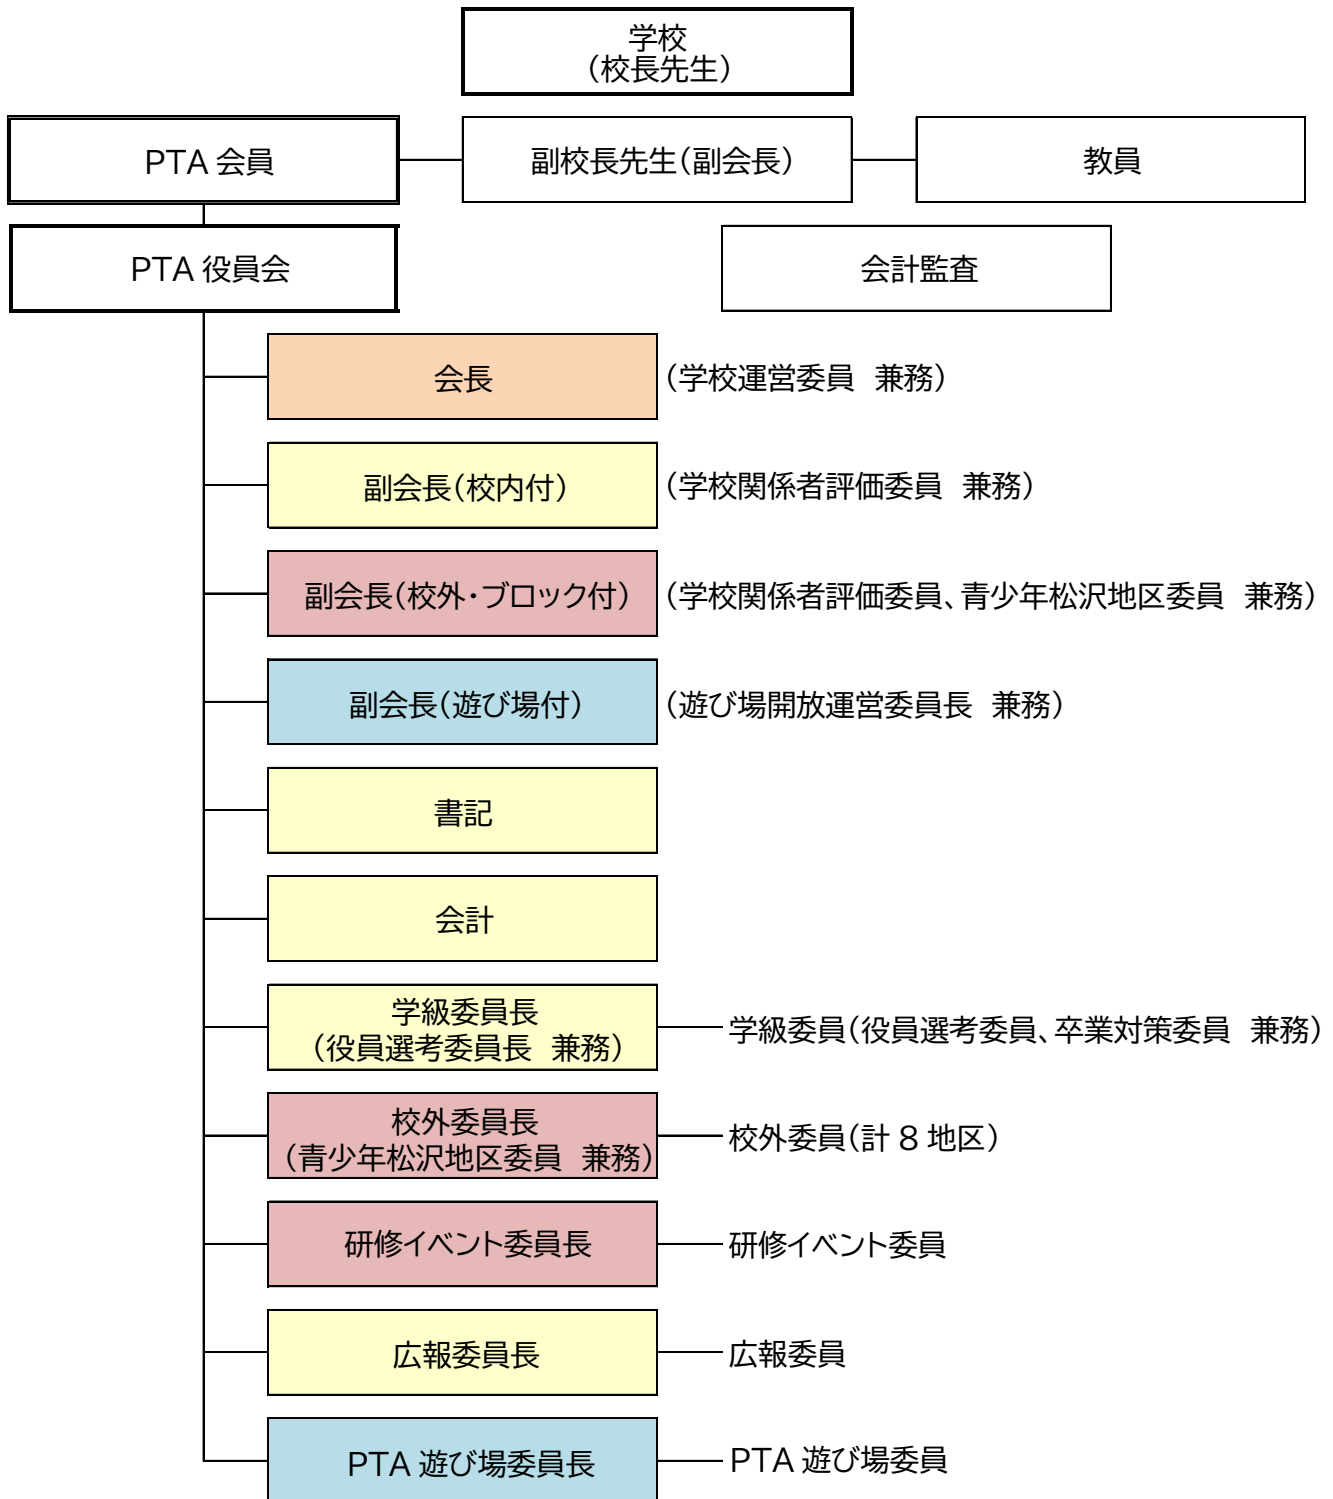 学校
（校長先生）
PTA 会員
副校長先生（副会長）
教員
PTA 役員会
会計監査
会長
（学校運営委員　兼務）
副会長（校内付）
（学校関係者評価委員　兼務）
副会長（校外・ブロック付）
（学校関係者評価委員、青少年松沢地区委員　兼務）
副会長（遊び場付）
（遊び場開放運営委員長　兼務）
書記
会計
学級委員長
（役員選考委員長　兼務）
学級委員（役員選考委員、卒業対策委員　兼務）
校外委員長
（青少年松沢地区委員　兼務）
校外委員（計 8 地区）
研修イベント委員長
研修イベント委員
広報委員長
広報委員
PTA 遊び場委員長
PTA 遊び場委員